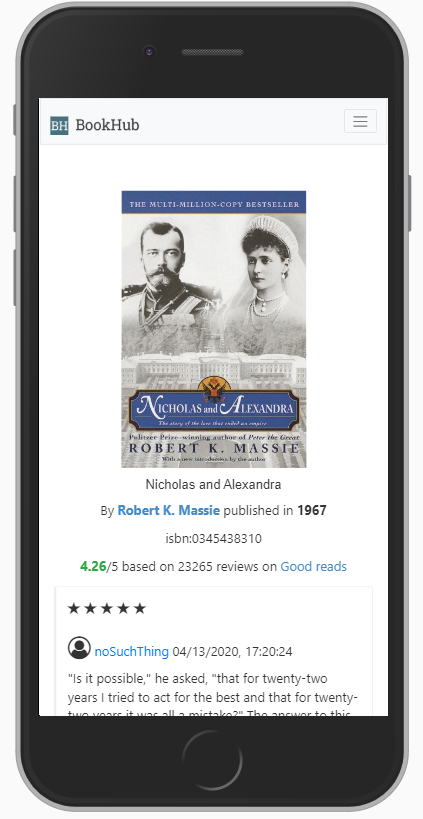 BH BookHub
THE MULTI-MILLION-COPY BESTSELLER
NICHOLAS AND ALEXANDRA
The story of the love that ended an empire
Pulitzer Prize–winning author of Peter the Great
ROBERT K. MASSIE
With a new introduction by the author
Nicholas and Alexandra
By Robert K. Massie published in 1967
isbn:0345438310
4.26/5 based on 23265 reviews on Good reads
noSuchThing 04/13/2020, 17:20:24
"Is it possible," he asked, "that for twenty-two
years I tried to act for the best and that for twenty-
two years it was all a mistake?" The answer to this